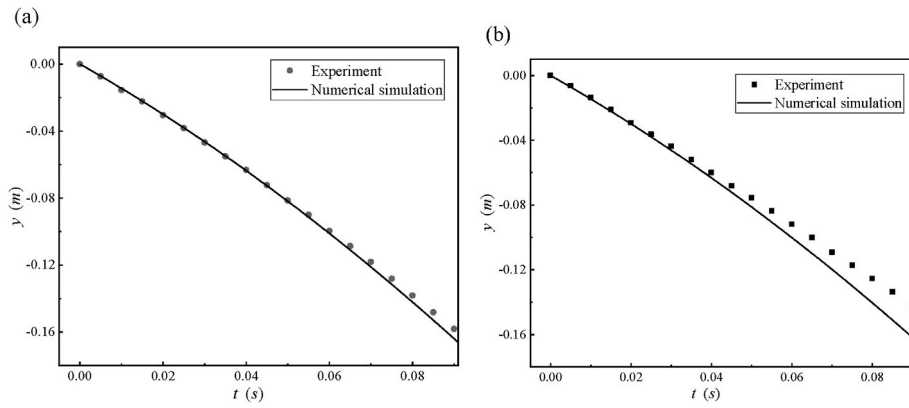 (a)
0.00
-0.04
-0.08
-0.12
-0.16
y (m)
Experiment
Numerical simulation
0.00
0.02
0.04
0.06
0.08
t (s)
(b)
0.00
-0.04
-0.08
-0.12
-0.16
y (m)
Experiment
Numerical simulation
0.00
0.02
0.04
0.06
0.08
t (s)